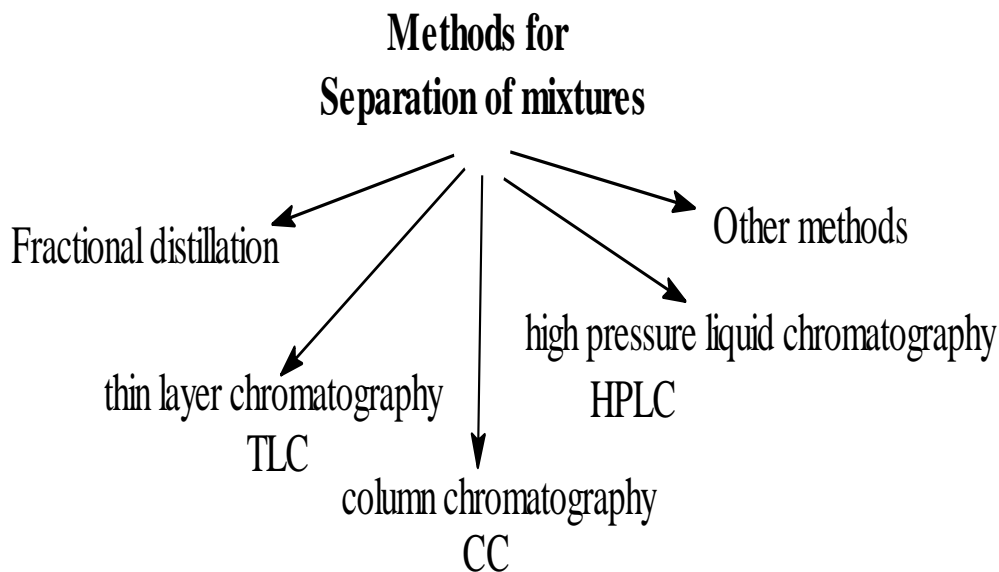 Methods for
Separation of mixtures
Fractional distillation
Other methods
thin layer chromatography
TLC
high pressure liquid chromatography
HPLC
column chromatography
CC